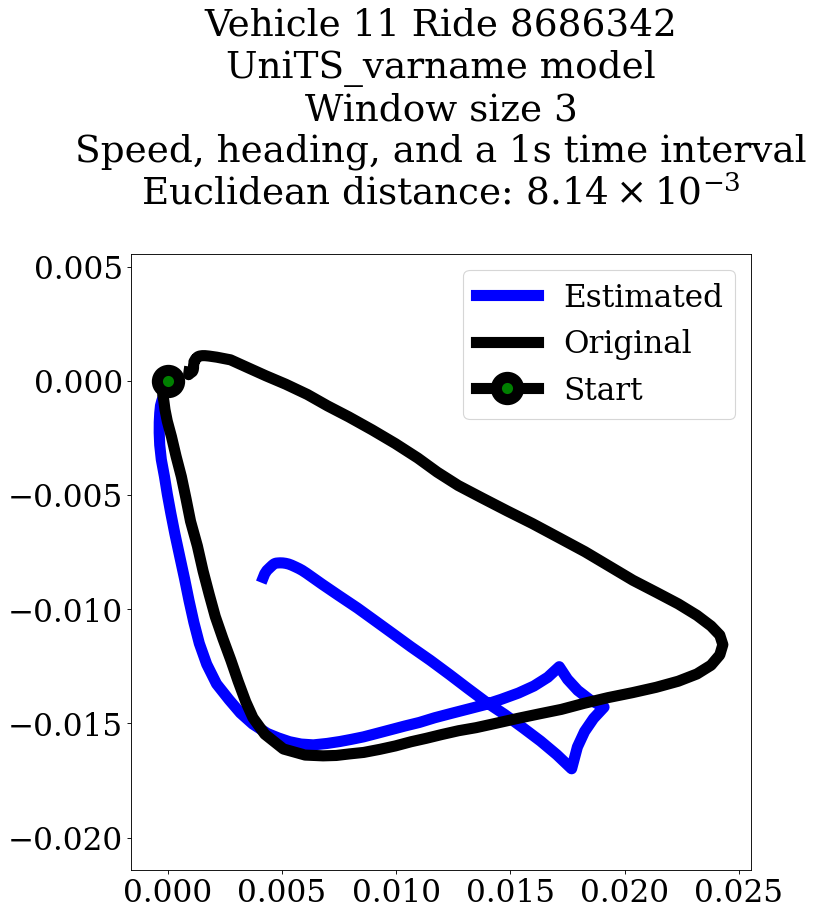 Vehicle 11 Ride 8686342
UniTS_varname model
Window size 3
Speed, heading, and a 1s time interval
Euclidean distance: 8.14 × 10⁻³
Estimated
Original
Start
0.005
0.000
−0.005
−0.010
−0.015
−0.020
0.000 0.005 0.010 0.015 0.020 0.025